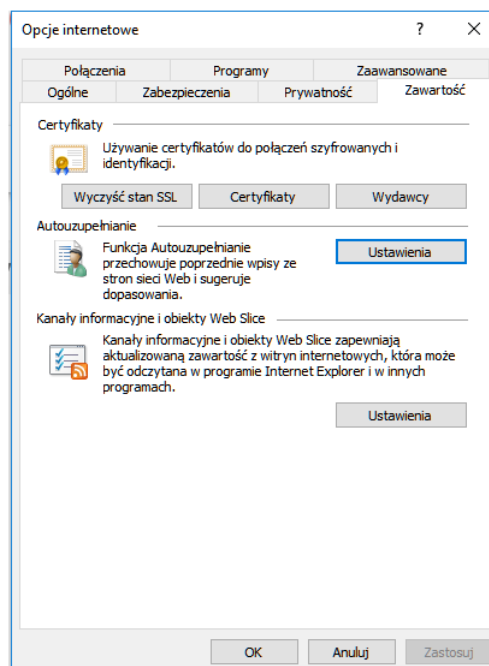 Opcje internetowe
Połączenia
Programy
Zaawansowane
Ogólne
Zabezpieczenia
Prywatność
Zawartość
Certyfikaty
Używanie certyfikatów do połączeń szyfrowanych i
identyfikacji.
Wyczyść stan SSL
Certyfikaty
Wydawcy
Autouzupełnianie
Funkcja Autouzupełnianie
przechowuje poprzednie wpisy ze
stron sieci Web i sugeruje
dopasowania.
Ustawienia
Kanały informacyjne i obiekty Web Slice
Kanały informacyjne i obiekty Web Slice zapewniają
aktualizowaną zawartość z witryn internetowych, która może
być odczytana w programie Internet Explorer i w innych
programach.
Ustawienia
OK
Anuluj
Zastosuj